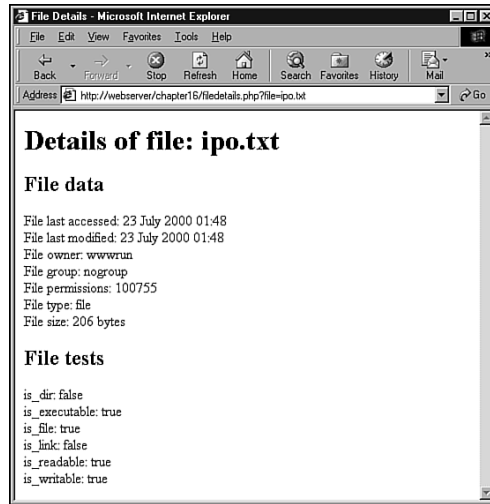 File Details - Microsoft Internet Explorer
File Edit View Favorites Tools Help
Back Forward Stop Refresh Home Search Favorites History Mail »
Address http://webserver/chapter16/filedetails.php?file=ipo.txt Go
Details of file: ipo.txt
File data
File last accessed: 23 July 2000 01:48
File last modified: 23 July 2000 01:48
File owner: wwwrun
File group: nogroup
File permissions: 100755
File type: file
File size: 206 bytes
File tests
is_dir: false
is_executable: true
is_file: true
is_link: false
is_readable: true
is_writable: true